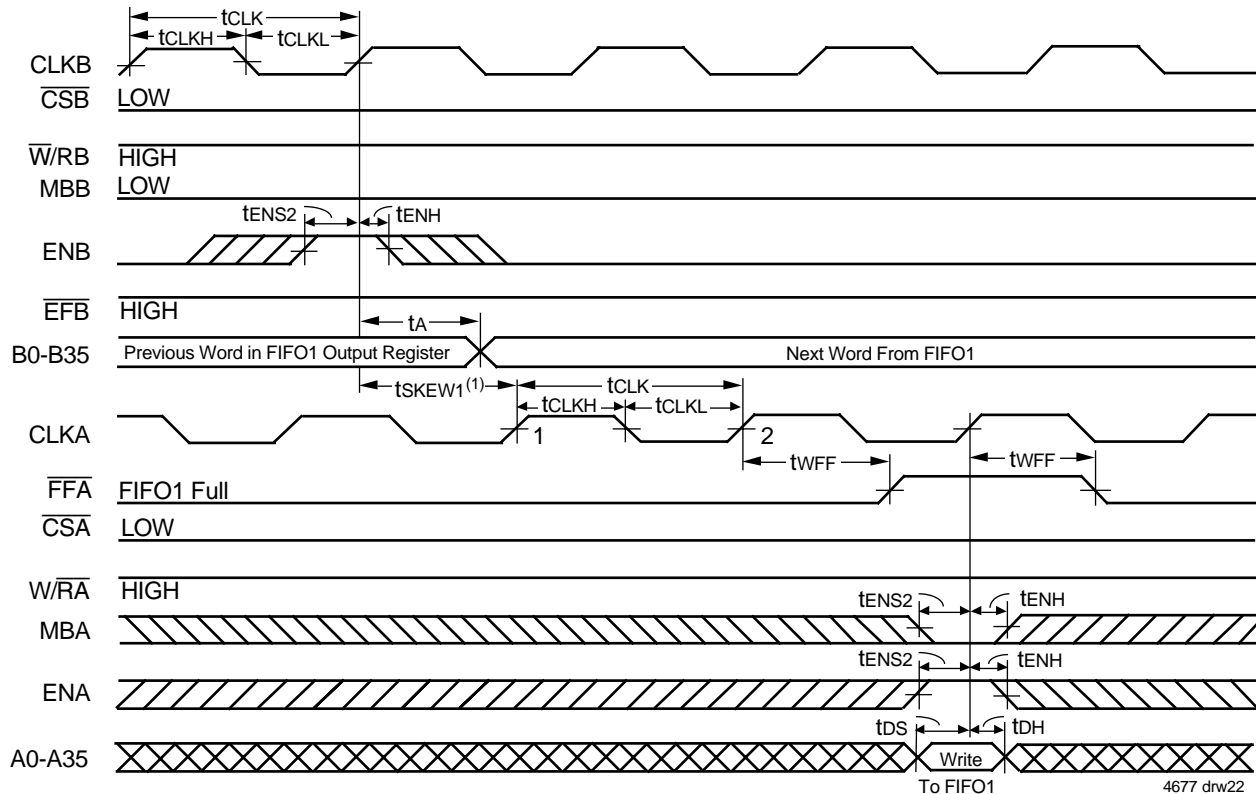 tCLK
tCLKH tCLKL
CLKB
CSB LOW
W/RB HIGH
MBB LOW
tENS2 tENH
ENB
EFB HIGH
tA
B0-B35 Previous Word in FIFO1 Output Register Next Word From FIFO1
tSKEW1(1) tCLK
tCLKH tCLKL
CLKA 1 2
tWFF tWFF
FFA FIFO1 Full
CSA LOW
W/RA HIGH
tENS2 tENH
MBA
tENS2 tENH
ENA
tDS tDH
A0-A35 Write
To FIFO1 4677 drw22